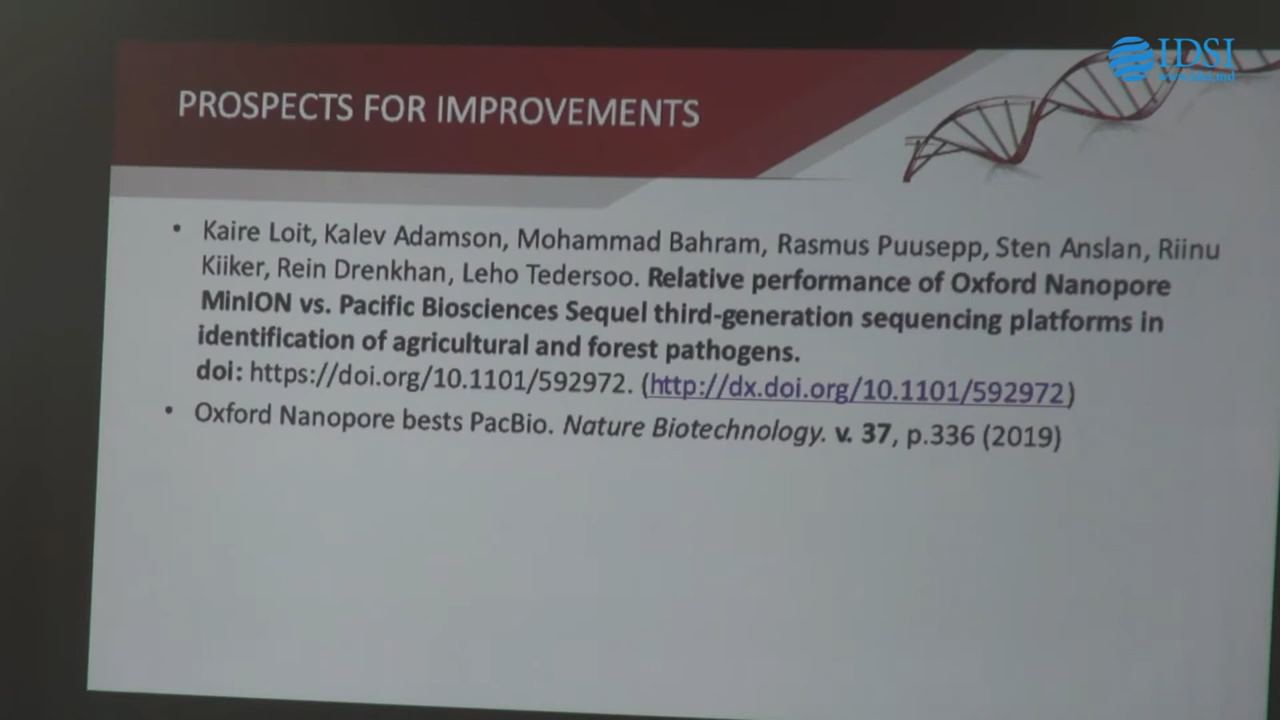 IDSI
www.idsi.md
PROSPECTS FOR IMPROVEMENTS
• Kaire Loit, Kalev Adamson, Mohammad Bahram, Rasmus Puusepp, Sten Anslan, Riinu
Kiiker, Rein Drenkhan, Leho Tedersoo. Relative performance of Oxford Nanopore
MinION vs. Pacific Biosciences Sequel third-generation sequencing platforms in
identification of agricultural and forest pathogens.
doi: https://doi.org/10.1101/592972. (http://dx.doi.org/10.1101/592972)
• Oxford Nanopore bests PacBio. Nature Biotechnology. v. 37, p.336 (2019)